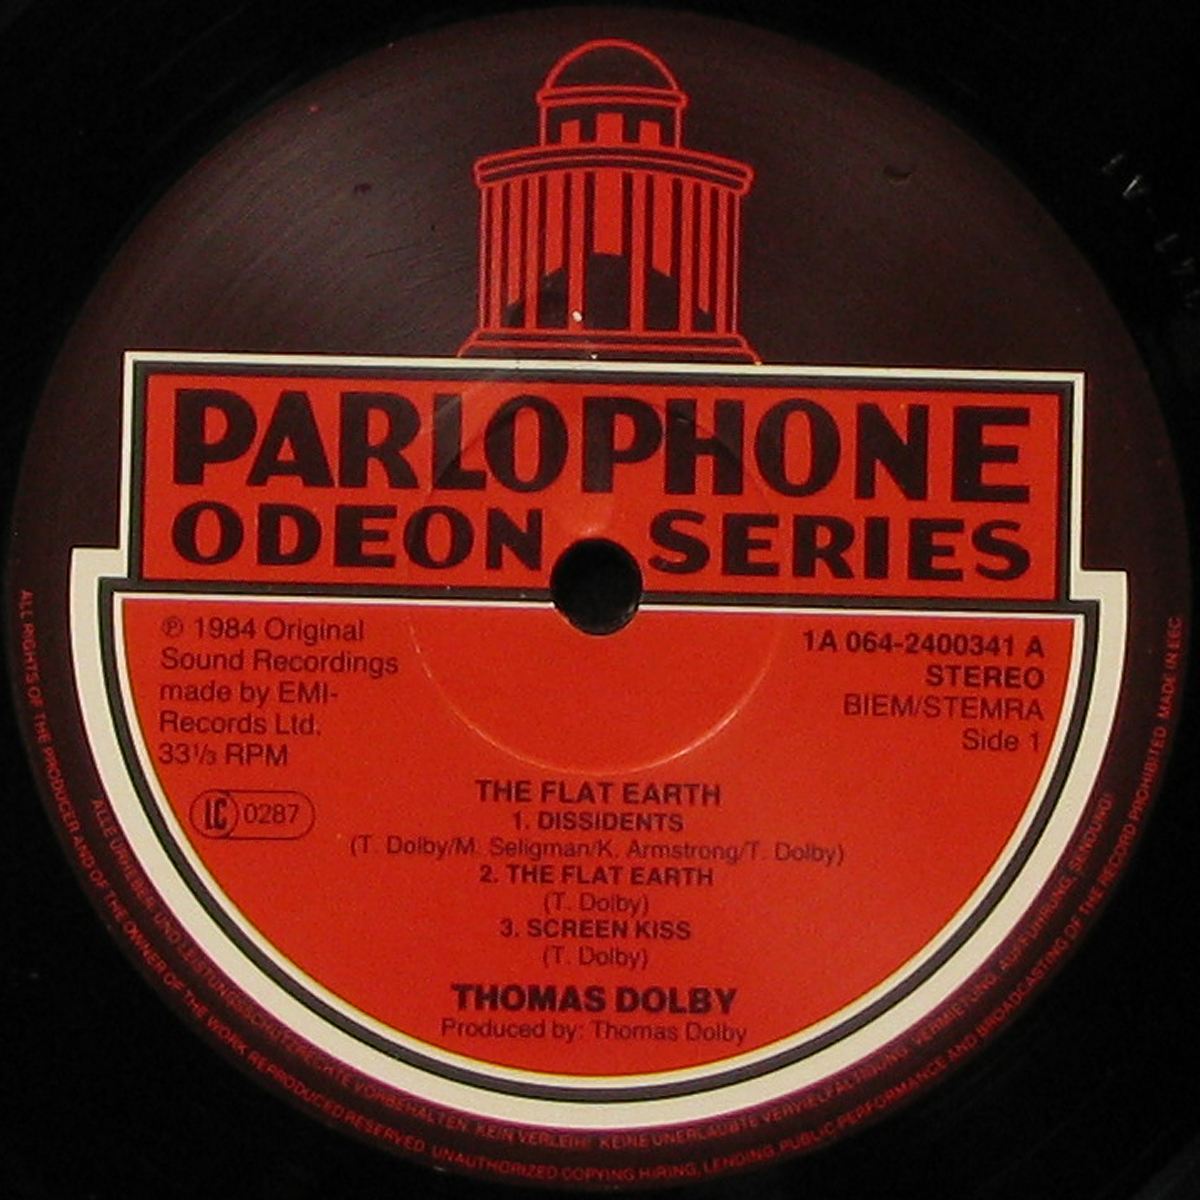 PARLOPHONE
ODEON SERIES
℗ 1984 Original
Sound Recordings
made by EMI-
Records Ltd.
33⅓ RPM
LC 0287
1A 064-2400341 A
STEREO
BIEM/STEMRA
Side 1
THE FLAT EARTH
1. DISSIDENTS
(T. Dolby/M. Seligman/K. Armstrong/T. Dolby)
2. THE FLAT EARTH
(T. Dolby)
3. SCREEN KISS
(T. Dolby)
THOMAS DOLBY
Produced by: Thomas Dolby
ALLE URHEBER- UND LEISTUNGSSCHUTZRECHTE VORBEHALTEN. KEIN VERLEIH! KEINE UNERLAUBTE VERVIELFÄLTIGUNG, VERMIETUNG, AUFFÜHRUNG, SENDUNG!
ALL RIGHTS OF THE PRODUCER AND OF THE OWNER OF THE WORK REPRODUCED RESERVED. UNAUTHORIZED COPYING HIRING, LENDING, PUBLIC PERFORMANCE AND BROADCASTING OF THE RECORD PROHIBITED MADE IN EEC